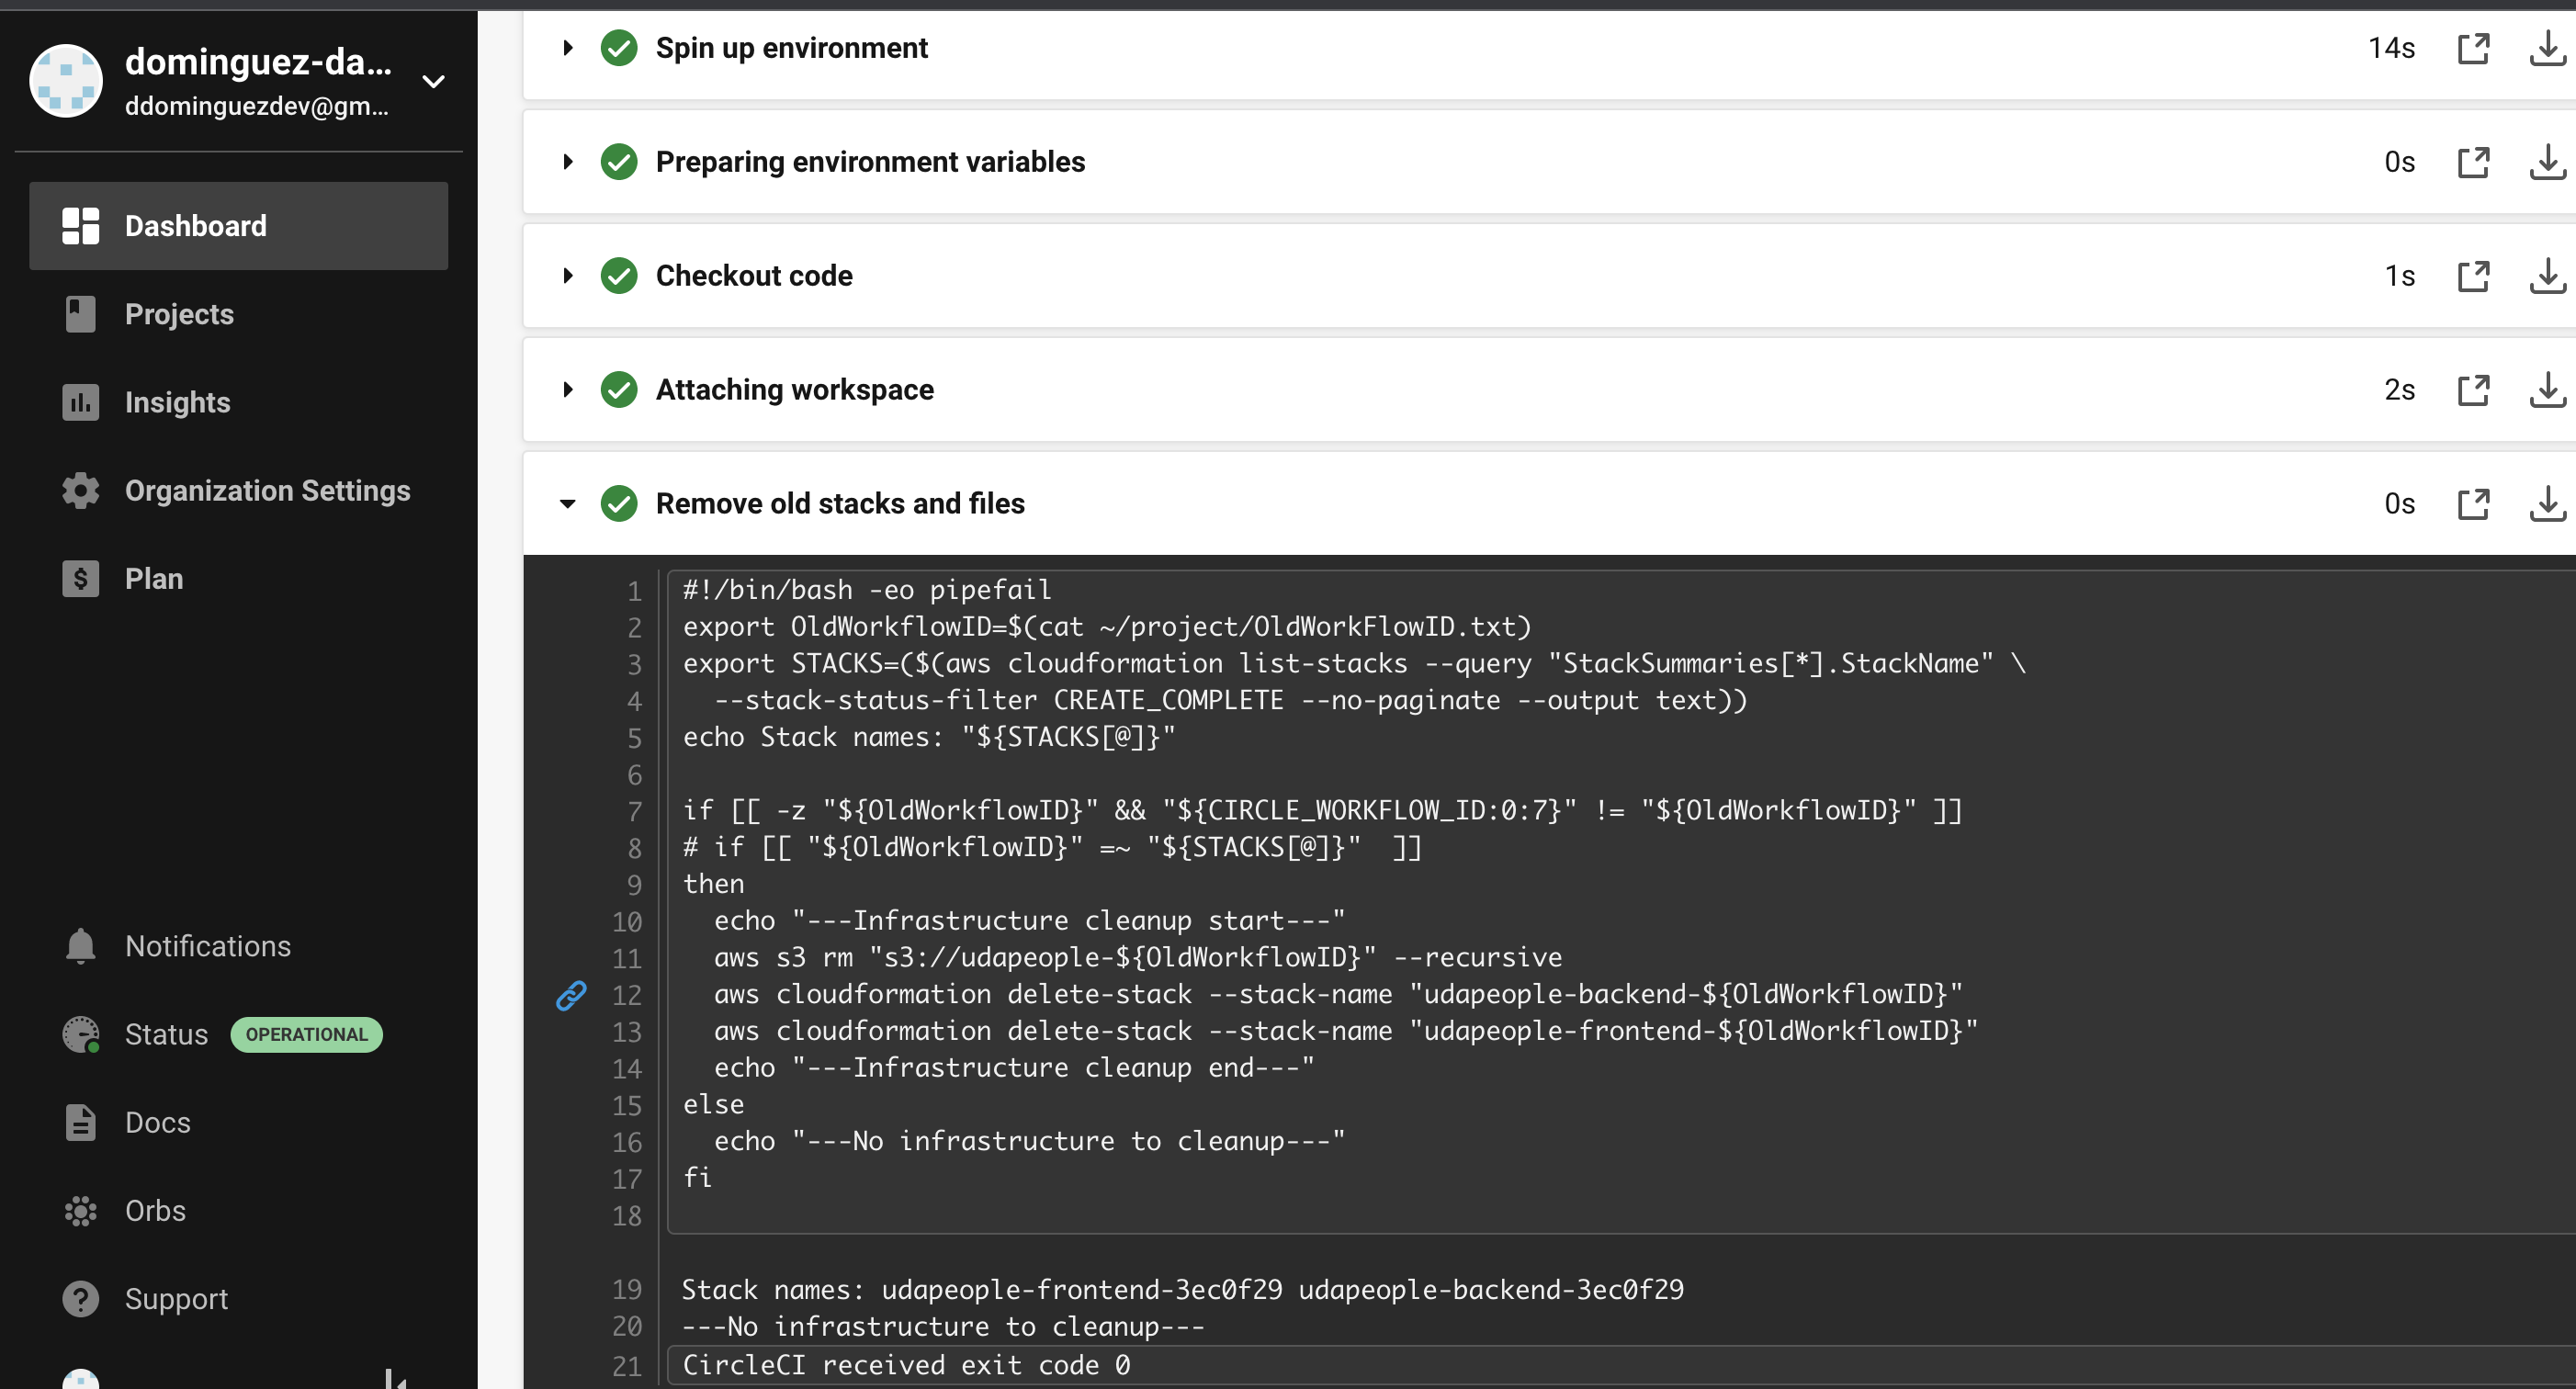 dominguez-da...
ddominguezdev@gm...
Dashboard
Projects
Insights
Organization Settings
Plan
Notifications
Status OPERATIONAL
Docs
Orbs
Support
Spin up environment 14s
Preparing environment variables 0s
Checkout code 1s
Attaching workspace 2s
Remove old stacks and files 0s
1 #!/bin/bash -eo pipefail
2 export OldWorkflowID=$(cat ~/project/OldWorkFlowID.txt)
3 export STACKS=($(aws cloudformation list-stacks --query "StackSummaries[*].StackName" \
4   --stack-status-filter CREATE_COMPLETE --no-paginate --output text))
5 echo Stack names: "${STACKS[@]}"
6
7 if [[ -z "${OldWorkflowID}" && "${CIRCLE_WORKFLOW_ID:0:7}" != "${OldWorkflowID}" ]]
8 # if [[ "${OldWorkflowID}" =~ "${STACKS[@]}"  ]]
9 then
10   echo "---Infrastructure cleanup start---"
11   aws s3 rm "s3://udapeople-${OldWorkflowID}" --recursive
12   aws cloudformation delete-stack --stack-name "udapeople-backend-${OldWorkflowID}"
13   aws cloudformation delete-stack --stack-name "udapeople-frontend-${OldWorkflowID}"
14   echo "---Infrastructure cleanup end---"
15 else
16   echo "---No infrastructure to cleanup---"
17 fi
18
19 Stack names: udapeople-frontend-3ec0f29 udapeople-backend-3ec0f29
20 ---No infrastructure to cleanup---
21 CircleCI received exit code 0